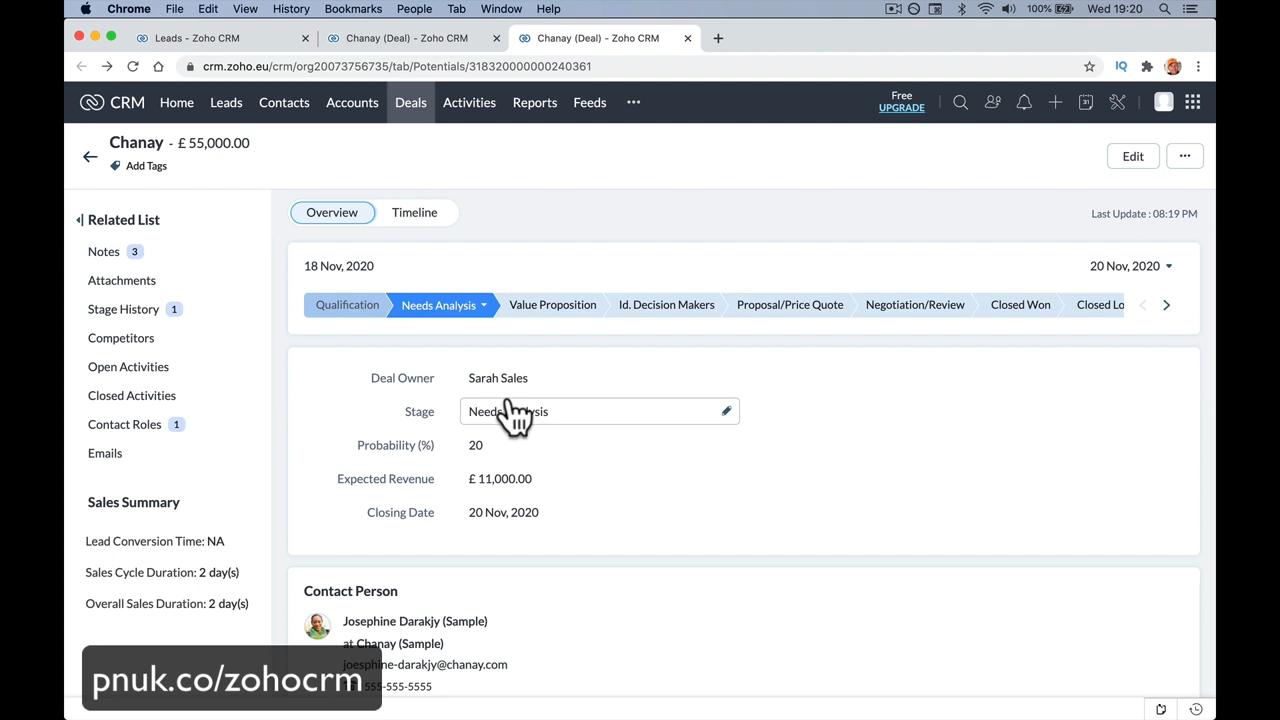 Chrome File Edit View History Bookmarks People Tab Window Help 100% Wed 19:20
Leads - Zoho CRM Chanay (Deal) - Zoho CRM Chanay (Deal) - Zoho CRM
crm.zoho.eu/crm/org20073756735/tab/Potentials/318320000000240361 IQ
CRM Home Leads Contacts Accounts Deals Activities Reports Feeds Free
UPGRADE 31
Chanay - £ 55,000.00
Add Tags
Edit
Related List
Notes 3
Attachments
Stage History 1
Competitors
Open Activities
Closed Activities
Contact Roles 1
Emails
Sales Summary
Lead Conversion Time: NA
Sales Cycle Duration: 2 day(s)
Overall Sales Duration: 2 day(s)
Overview Timeline
Last Update : 08:19 PM
18 Nov, 2020 20 Nov, 2020
Qualification Needs Analysis Value Proposition Id. Decision Makers Proposal/Price Quote Negotiation/Review Closed Won Closed Lo
Deal Owner Sarah Sales
Stage Needs Analysis
Probability (%) 20
Expected Revenue £ 11,000.00
Closing Date 20 Nov, 2020
Contact Person
Josephine Darakjy (Sample)
at Chanay (Sample)
joesphine-darakjy@chanay.com
555-555-5555
pnuk.co/zohocrm